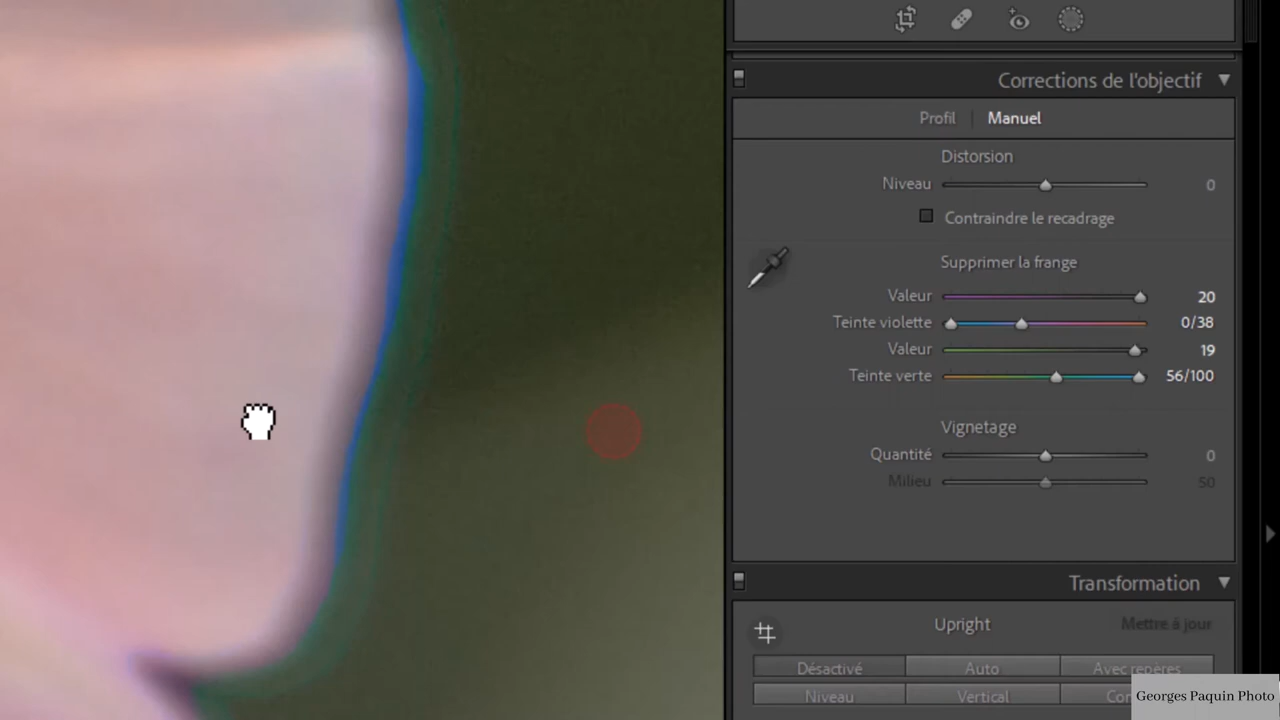 Corrections de l'objectif
Profil | Manuel
Distorsion
Niveau 0
Contraindre le recadrage
Supprimer la frange
Valeur 20
Teinte violette 0/38
Valeur 19
Teinte verte 56/100
Vignetage
Quantité 0
Milieu 50
Transformation
Upright Mettre à jour
Désactivé Auto Avec repères
Niveau Vertical
Georges Paquin Photo